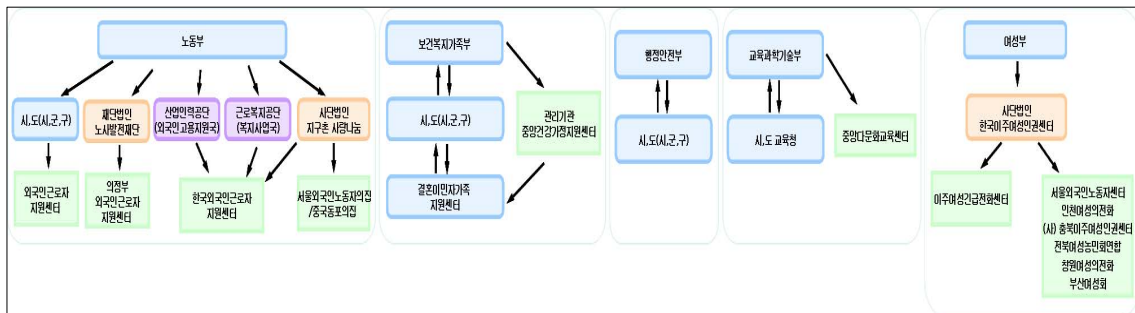 노동부
시,도(시,군,구)
재단법인
노사발전재단
산업인력공단
(외국인고용지원국)
근로복지공단
(복지사업국)
사단법인
지구촌 사랑나눔
외국인근로자
지원센터
의정부
외국인근로자
지원센터
한국외국인근로자
지원센터
서울외국인노동자의집
/중국동포의집
보건복지가족부
시,도(시,군,구)
결혼이민자가족
지원센터
관리기관
중앙건강가정지원센터
행정안전부
시,도(시,군,구)
교육과학기술부
시,도 교육청
중앙다문화교육센터
여성부
사단법인
한국이주여성인권센터
이주여성긴급전화센터
서울외국인노동자센터
인천여성의전화
(사) 충북이주여성인권센터
전북여성농민회연합
창원여성의전화
부산여성회